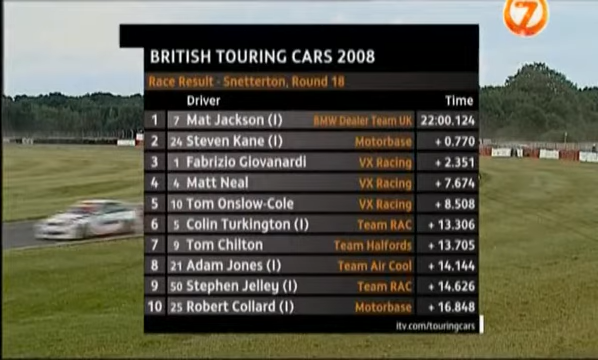 7
BRITISH TOURING CARS 2008
Race Result - Snetterton, Round 18
Driver Time
1 7 Mat Jackson (I) BMW Dealer Team UK 22:00.124
2 24 Steven Kane (I) Motorbase + 0.770
3 1 Fabrizio Giovanardi VX Racing + 2.351
4 4 Matt Neal VX Racing + 7.674
5 10 Tom Onslow-Cole VX Racing + 8.508
6 5 Colin Turkington (I) Team RAC + 13.306
7 9 Tom Chilton Team Halfords + 13.705
8 21 Adam Jones (I) Team Air Cool + 14.144
9 50 Stephen Jelley (I) Team RAC + 14.626
10 25 Robert Collard (I) Motorbase + 16.848
itv.com/touringcars